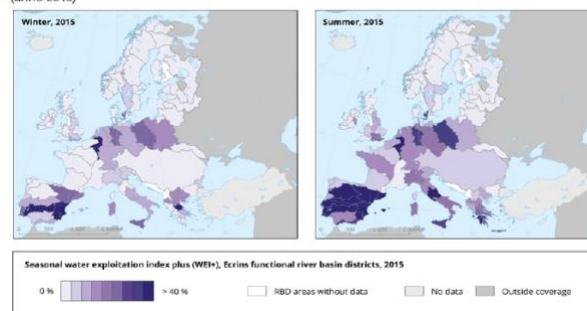 Winter, 2015
Summer, 2015
Seasonal water exploitation index plus (WEI+), Ecrins functional river basin districts, 2015
0 %
> 40 %
RBD areas without data
No data
Outside coverage